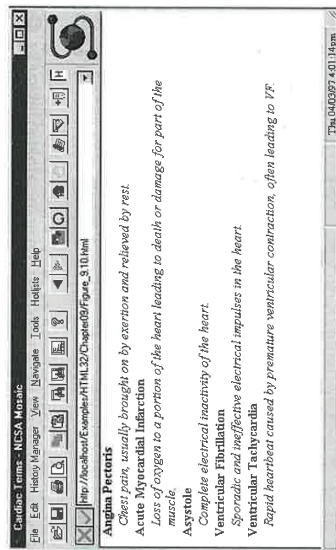 Cardiac Terms - NCSA Mosaic
File Edit History Manager View Navigate Tools Hotlists Help
http://localhost/Examples/HTML32/Chapter09/Figure_9.10.html
Angina Pectoris
Chest pain, usually brought on by exertion and relieved by rest.
Acute Myocardial Infarction
Loss of oxygen to a portion of the heart leading to death or damage for part of the
muscle.
Asystole
Complete electrical inactivity of the heart.
Ventricular Fibrillation
Sporadic and ineffective electrical impulses in the heart.
Ventricular Tachycardia
Rapid heartbeat caused by premature ventricular contraction, often leading to VF.
Thu 04/03/97 4:01:14pm